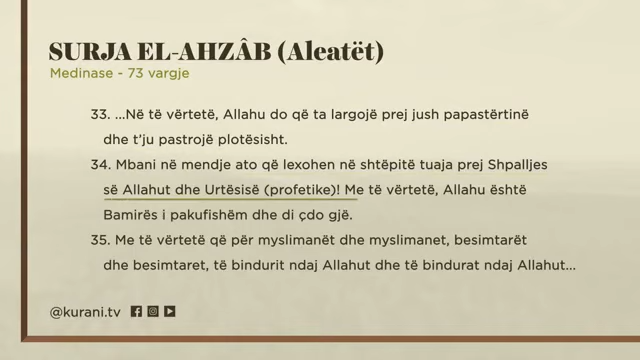 SURJA EL-AHZÂB (Aleatët)
Medinase - 73 vargje
33. ...Në të vërtetë, Allahu do që ta largojë prej jush papastërtinë
dhe t'ju pastrojë plotësisht.
34. Mbani në mendje ato që lexohen në shtëpitë tuaja prej Shpalljes
së Allahut dhe Urtësisë (profetike)! Me të vërtetë, Allahu është
Bamirës i pakufishëm dhe di çdo gjë.
35. Me të vërtetë që për myslimanët dhe myslimanet, besimtarët
dhe besimtaret, të bindurit ndaj Allahut dhe të bindurat ndaj Allahut...
@kurani.tv